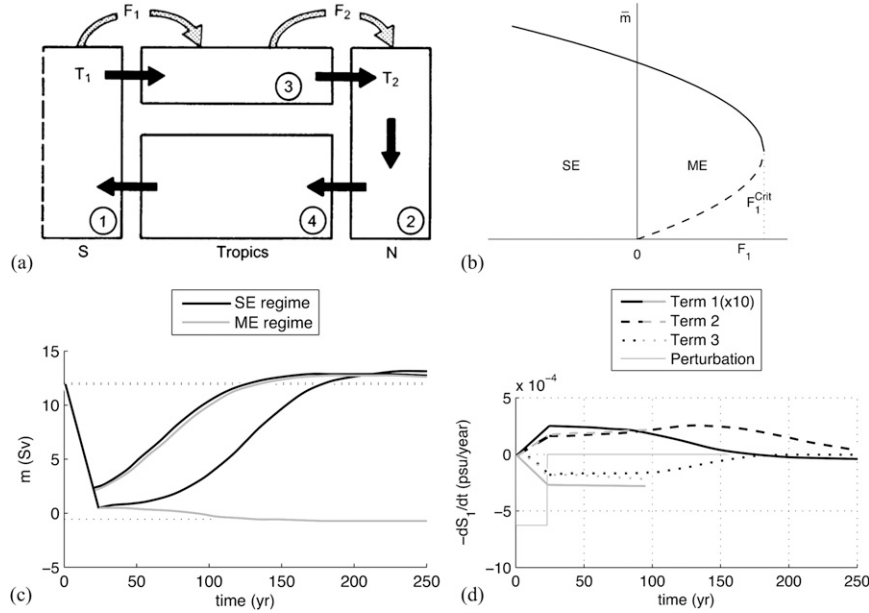 F1 F2
T1 T2
3
1 4 2
S Tropics N
(a)
m̄
SE ME
F1^Crit
0 F1
(b)
SE regime
ME regime
15
10
5
0
-5
m (Sv)
0 50 100 150 200 250
time (yr)
(c)
Term 1(x10)
Term 2
Term 3
Perturbation
x 10^-4
5
0
-5
-10
-dS1/dt (psu/year)
0 50 100 150 200 250
time (yr)
(d)